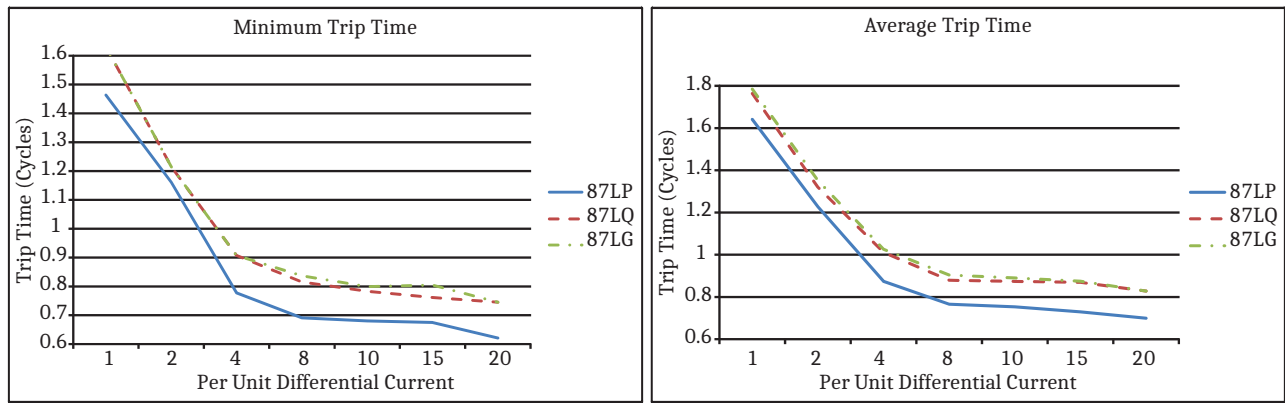 Minimum Trip Time
Trip Time (Cycles)
1.6
1.5
1.4
1.3
1.2
1.1
1
0.9
0.8
0.7
0.6
1 2 4 8 10 15 20
Per Unit Differential Current
87LP
87LQ
87LG
Average Trip Time
Trip Time (Cycles)
1.8
1.6
1.4
1.2
1
0.8
0.6
1 2 4 8 10 15 20
Per Unit Differential Current
87LP
87LQ
87LG